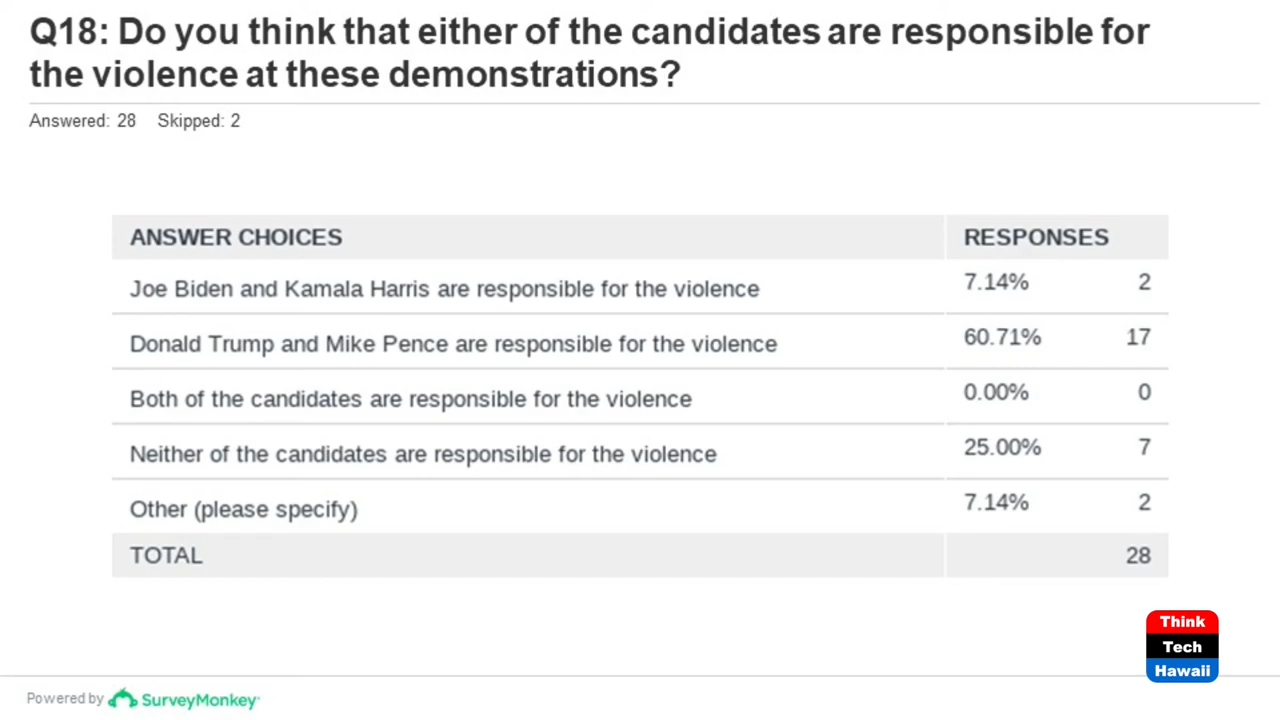 Q18: Do you think that either of the candidates are responsible for
the violence at these demonstrations?
Answered: 28 Skipped: 2
ANSWER CHOICES RESPONSES
Joe Biden and Kamala Harris are responsible for the violence 7.14% 2
Donald Trump and Mike Pence are responsible for the violence 60.71% 17
Both of the candidates are responsible for the violence 0.00% 0
Neither of the candidates are responsible for the violence 25.00% 7
Other (please specify) 7.14% 2
TOTAL 28
Think
Tech
Hawaii
Powered by SurveyMonkey